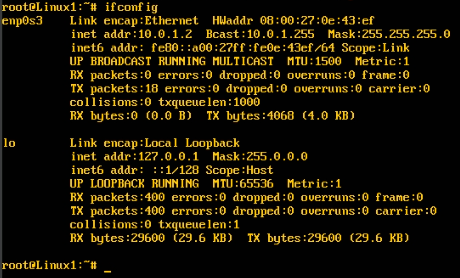 root@Linux1:~# ifconfig
enp0s3 Link encap:Ethernet HWaddr 08:00:27:0e:43:ef
inet addr:10.0.1.2 Bcast:10.0.1.255 Mask:255.255.255.0
inet6 addr: fe80::a00:27ff:fe0e:43ef/64 Scope:Link
UP BROADCAST RUNNING MULTICAST MTU:1500 Metric:1
RX packets:0 errors:0 dropped:0 overruns:0 frame:0
TX packets:18 errors:0 dropped:0 overruns:0 carrier:0
collisions:0 txqueuelen:1000
RX bytes:0 (0.0 B) TX bytes:4068 (4.0 KB)
lo Link encap:Local Loopback
inet addr:127.0.0.1 Mask:255.0.0.0
inet6 addr: ::1/128 Scope:Host
UP LOOPBACK RUNNING MTU:65536 Metric:1
RX packets:400 errors:0 dropped:0 overruns:0 frame:0
TX packets:400 errors:0 dropped:0 overruns:0 carrier:0
collisions:0 txqueuelen:1
RX bytes:29600 (29.6 KB) TX bytes:29600 (29.6 KB)
root@Linux1:~# _